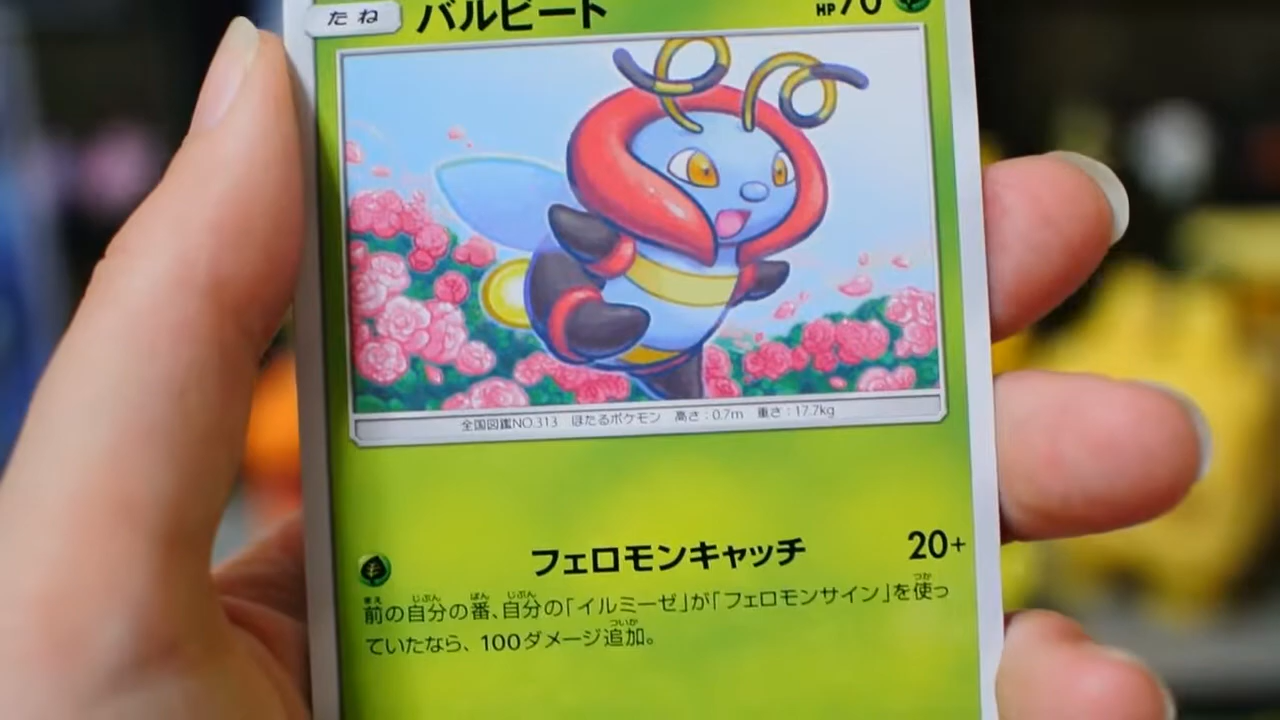 たね バルビート HP70
全国図鑑NO.313 ほたるポケモン 高さ:0.7m 重さ:17.7kg
フェロモンキャッチ 20+
前の自分の番、自分の「イルミーゼ」が「フェロモンサイン」を使っ
ていたなら、100ダメージ追加。